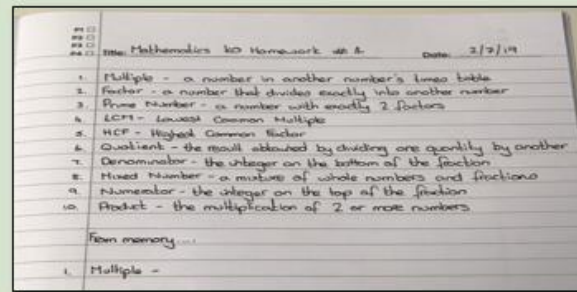 P1
P2
P3
P4 Title: Mathematics KO Homework # 1 Date: 2/7/19
1. Multiple - a number in another number's times table
2. Factor - a number that divides exactly into another number
3. Prime Number - a number with exactly 2 factors
4. LCM - Lowest Common Multiple
5. HCF - Highest Common Factor
6. Quotient - the result obtained by dividing one quantity by another
7. Denominator - the integer on the bottom of the fraction
8. Mixed Number - a mixture of whole numbers and fractions
9. Numerator - the integer on the top of the fraction
10. Product - the multiplication of 2 or more numbers
From memory....
1. Multiple -